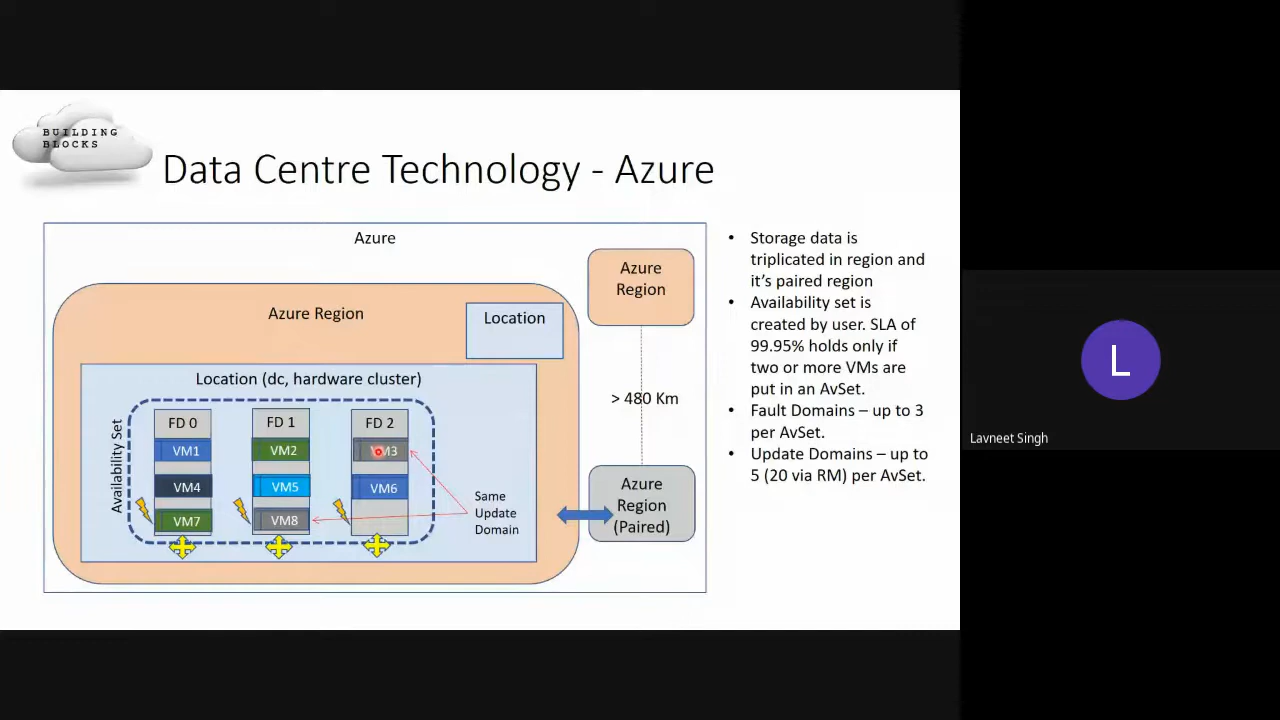 BUILDING
BLOCKS
Data Centre Technology - Azure
Azure
Azure Region
Location
Location (dc, hardware cluster)
Availability Set
FD 0
FD 1
FD 2
VM1
VM2
VM3
VM4
VM5
VM6
VM7
VM8
Same
Update
Domain
Azure
Region
> 480 Km
Azure
Region
(Paired)
• Storage data is
triplicated in region and
it's paired region
• Availability set is
created by user. SLA of
99.95% holds only if
two or more VMs are
put in an AvSet.
• Fault Domains – up to 3
per AvSet.
• Update Domains – up to
5 (20 via RM) per AvSet.
L
Lavneet Singh